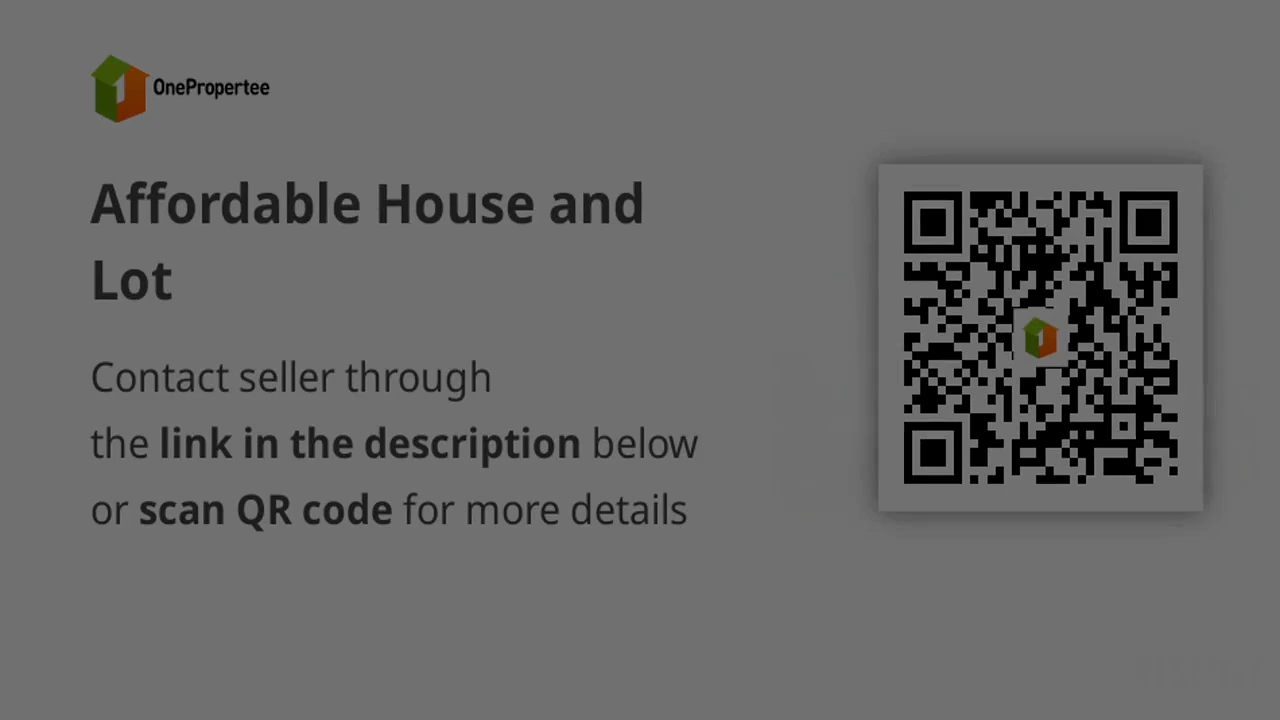 OnePropertee
Affordable House and
Lot
Contact seller through
the link in the description below
or scan QR code for more details